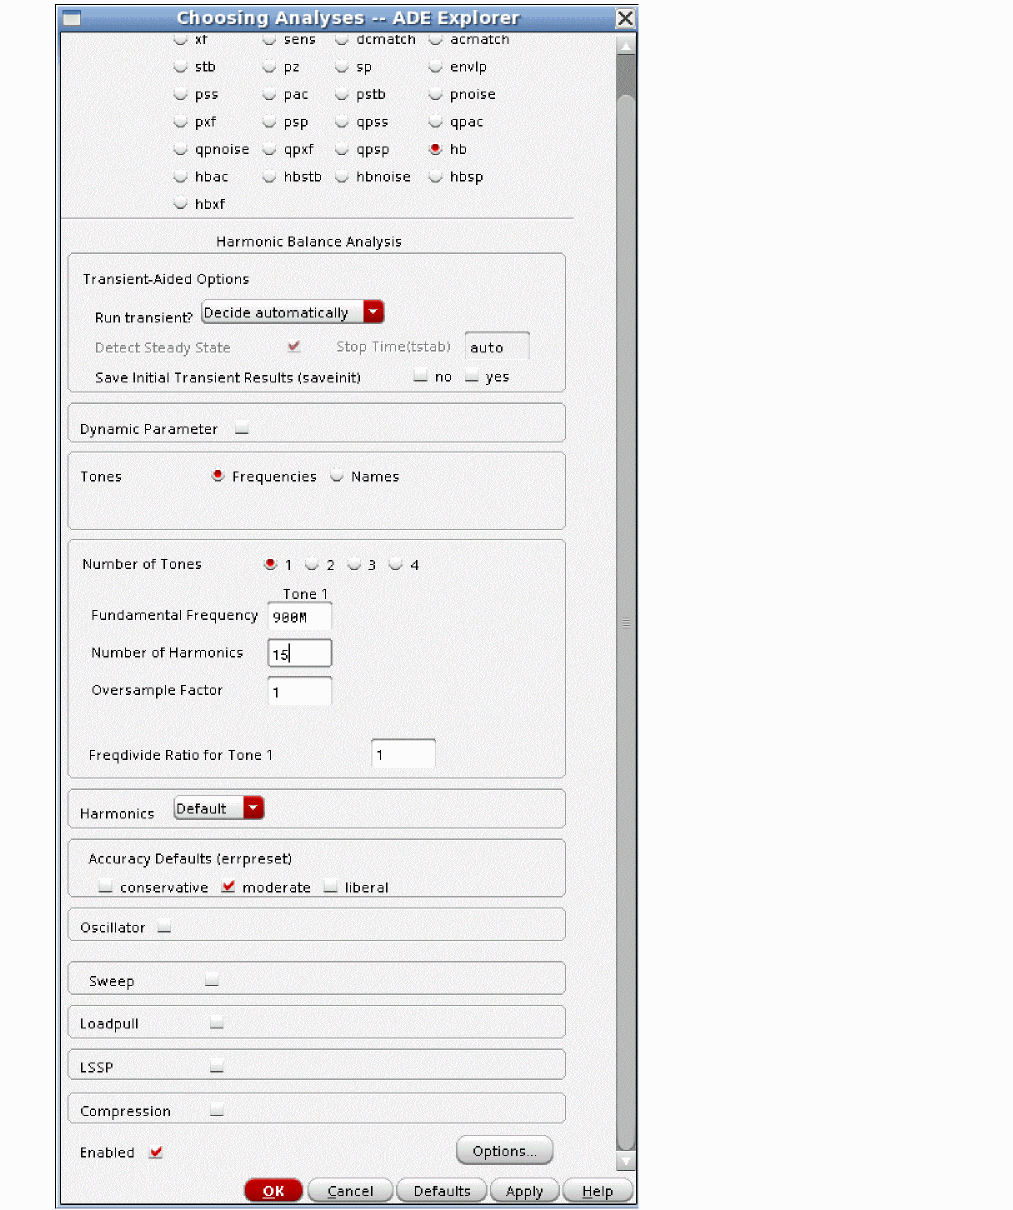 Choosing Analyses -- ADE Explorer
xf sens dcmatch acmatch
stb pz sp envlp
pss pac pstb pnoise
pxf psp qpss qpac
qpnoise qpxf qpsp hb
hbac hbstb hbnoise hbsp
hbxf
Harmonic Balance Analysis
Transient-Aided Options
Run transient? Decide automatically
Detect Steady State Stop Time(tstab) auto
Save Initial Transient Results (saveinit) no yes
Dynamic Parameter
Tones Frequencies Names
Number of Tones 1 2 3 4
Tone 1
Fundamental Frequency 900M
Number of Harmonics 15
Oversample Factor 1
Freqdivide Ratio for Tone 1 1
Harmonics Default
Accuracy Defaults (errpreset)
conservative moderate liberal
Oscillator
Sweep
Loadpull
LSSP
Compression
Enabled Options...
OK Cancel Defaults Apply Help